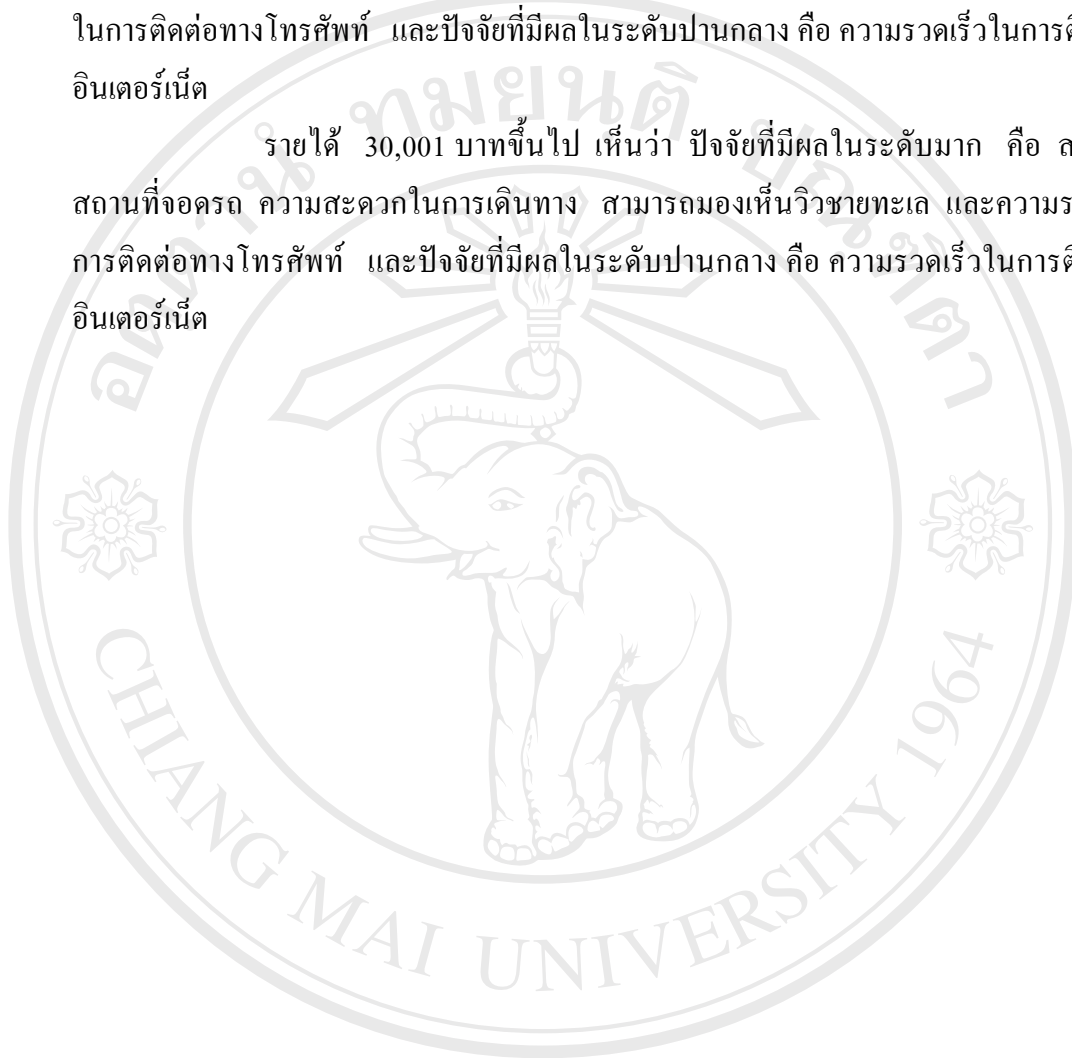 ในการติดต่อทางโทรศัพท์ และปัจจัยที่มีผลในระดับปานกลาง คือ ความรวดเร็วในการ
อินเตอร์เน็ต
รายได้ 30,001 บาทขึ้นไป เห็นว่า ปัจจัยที่มีผลในระดับมาก คือ
สถานที่จอดรถ ความสะดวกในการเดินทาง สามารถมองเห็นวิวชายทะเล และ
การติดต่อทางโทรศัพท์ และปัจจัยที่มีผลในระดับปานกลาง คือ ความรวดเร็วในการ
อินเตอร์เน็ต
CHIANG MAI UNIVERSITY 1964